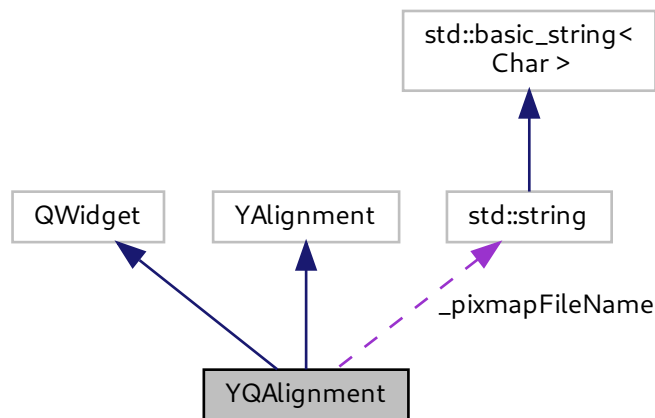 std::basic_string<
Char >
QWidget
YAlignment
std::string
_pixmapFileName
YQAlignment